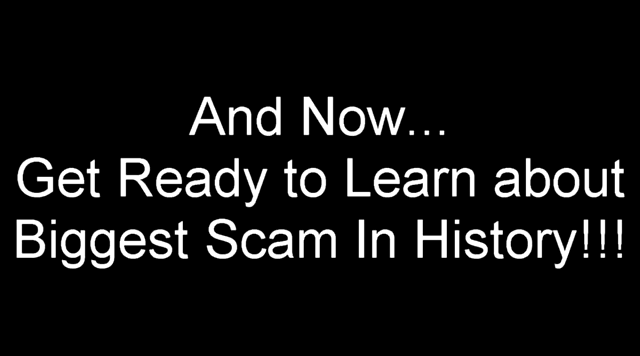 And Now...
Get Ready to Learn about
Biggest Scam In History!!!